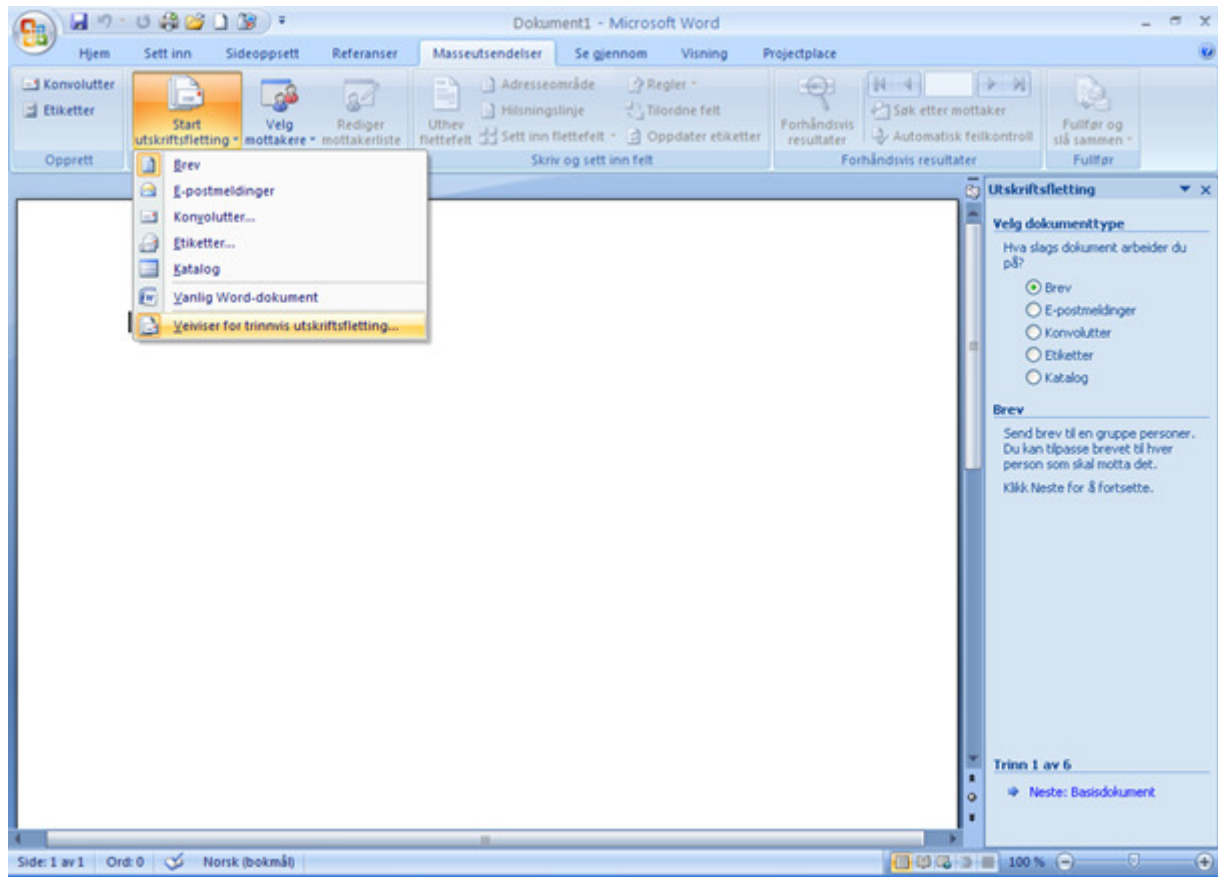 Dokument1 - Microsoft Word
Hjem Sett inn Sideoppsett Referanser Masseutsendelser Se gjennom Visning Projectplace
Konvolutter
Etiketter
Opprett
Start
utskriftsfletting
Velg
mottakere
Rediger
mottakerliste
Uthev
flettefelt
Adresseområde
Hilsningslinje
Sett inn flettefelt
Regler
Tilordne felt
Oppdater etiketter
Skriv og sett inn felt
Forhåndsvis
resultater
Søk etter mottaker
Automatisk feilkontroll
Forhåndsvis resultater
Fullfør og
slå sammen
Fullfør
Brev
E-postmeldinger
Konvolutter...
Etiketter...
Katalog
Vanlig Word-dokument
Veiviser for trinnvis utskriftsfletting...
Utskriftsfletting
Velg dokumenttype
Hva slags dokument arbeider du
på?
Brev
E-postmeldinger
Konvolutter
Etiketter
Katalog
Brev
Send brev til en gruppe personer.
Du kan tilpasse brevet til hver
person som skal motta det.
Klikk Neste for å fortsette.
Trinn 1 av 6
Neste: Basisdokument
Side: 1 av 1 Ord: 0 Norsk (bokmål) 100 %